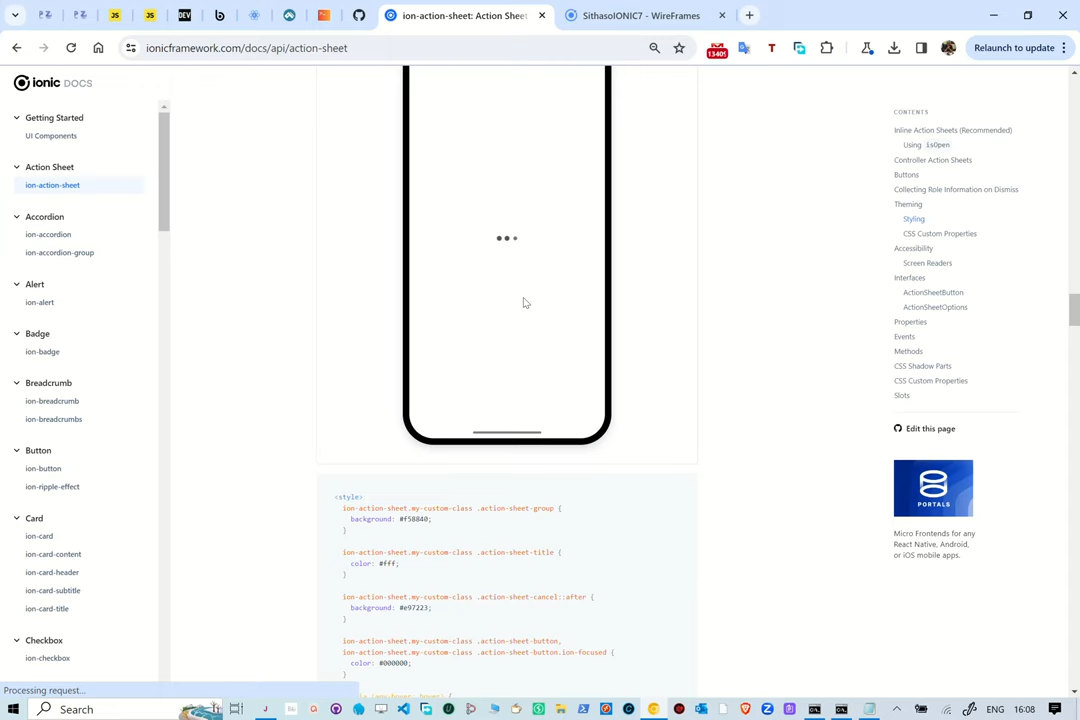 ion-action-sheet: Action Sheet
SithasoIONIC7 - WireFrames
ionicframework.com/docs/api/action-sheet
13405
Relaunch to update
ionic DOCS
Getting Started
UI Components
Action Sheet
ion-action-sheet
Accordion
ion-accordion
ion-accordion-group
Alert
ion-alert
Badge
ion-badge
Breadcrumb
ion-breadcrumb
ion-breadcrumbs
Button
ion-button
ion-ripple-effect
Card
ion-card
ion-card-content
ion-card-header
ion-card-subtitle
ion-card-title
Checkbox
ion-checkbox
<style>
ion-action-sheet.my-custom-class .action-sheet-group {
background: #f58840;
}
ion-action-sheet.my-custom-class .action-sheet-title {
color: #fff;
}
ion-action-sheet.my-custom-class .action-sheet-cancel::after {
background: #e97223;
}
ion-action-sheet.my-custom-class .action-sheet-button,
ion-action-sheet.my-custom-class .action-sheet-button.ion-focused {
color: #000000;
}
CONTENTS
Inline Action Sheets (Recommended)
Using isOpen
Controller Action Sheets
Buttons
Collecting Role Information on Dismiss
Theming
Styling
CSS Custom Properties
Accessibility
Screen Readers
Interfaces
ActionSheetButton
ActionSheetOptions
Properties
Events
Methods
CSS Shadow Parts
CSS Custom Properties
Slots
Edit this page
PORTALS
Micro Frontends for any
React Native, Android,
or iOS mobile apps.
Processing request...
Search
ENG
16:08